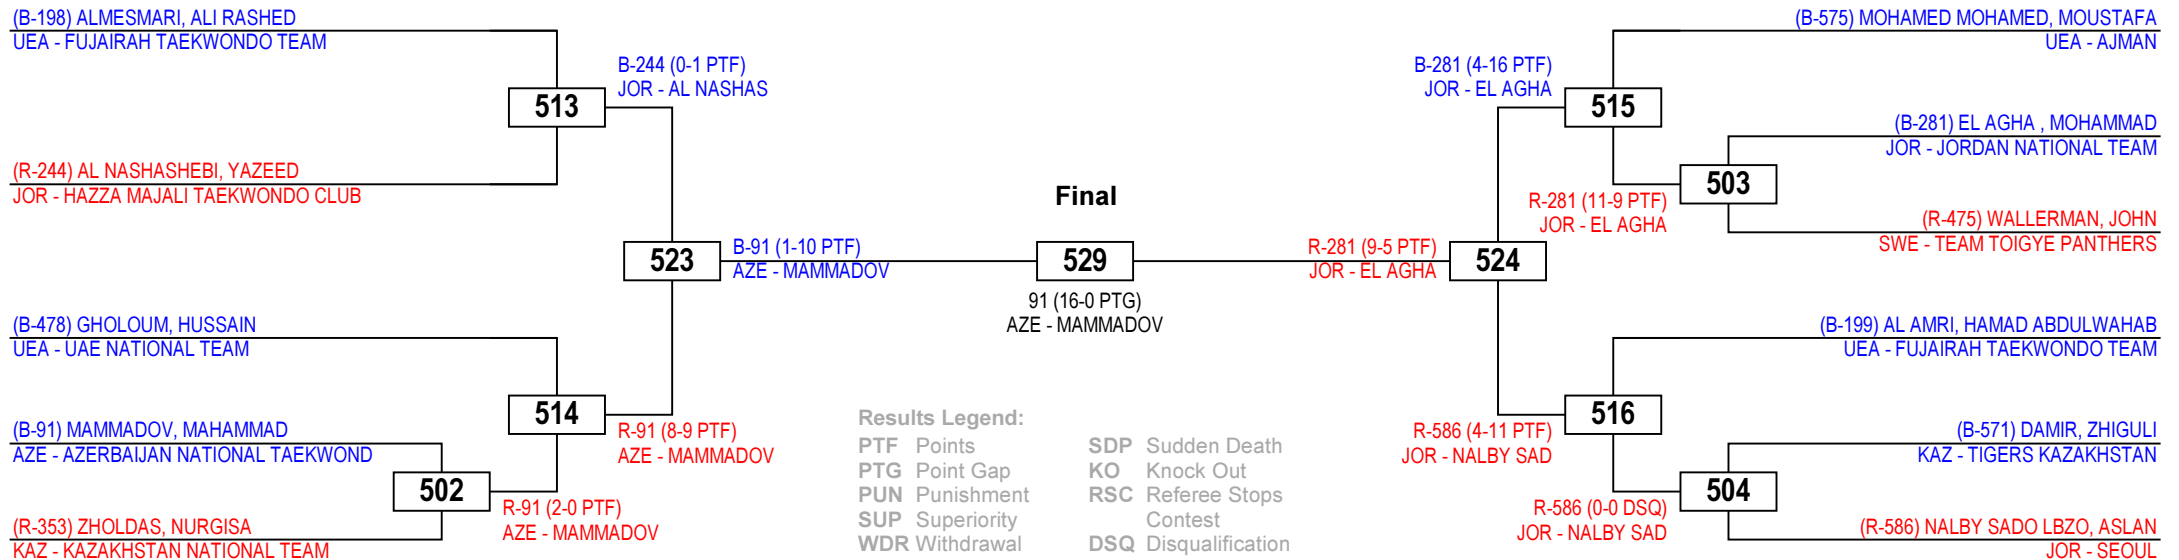 (B-198) ALMESMARI, ALI RASHED
UEA - FUJAIRAH TAEKWONDO TEAM
B-244 (0-1 PTF)
JOR - AL NASHAS
513
(R-244) AL NASHASHEBI, YAZEED
JOR - HAZZA MAJALI TAEKWONDO CLUB
523
B-91 (1-10 PTF)
AZE - MAMMADOV
(B-478) GHOLOUM, HUSSAIN
UEA - UAE NATIONAL TEAM
514
R-91 (8-9 PTF)
AZE - MAMMADOV
(B-91) MAMMADOV, MAHAMMAD
AZE - AZERBAIJAN NATIONAL TAEKWOND
502
R-91 (2-0 PTF)
AZE - MAMMADOV
(R-353) ZHOLDAS, NURGISA
KAZ - KAZAKHSTAN NATIONAL TEAM
Final
529
91 (16-0 PTG)
AZE - MAMMADOV
Results Legend:
PTF Points
PTG Point Gap
PUN Punishment
SUP Superiority
WDR Withdrawal
SDP Sudden Death
KO Knock Out
RSC Referee Stops
Contest
DSQ Disqualification
(B-575) MOHAMED MOHAMED, MOUSTAFA
UEA - AJMAN
B-281 (4-16 PTF)
JOR - EL AGHA
515
(B-281) EL AGHA , MOHAMMAD
JOR - JORDAN NATIONAL TEAM
503
R-281 (11-9 PTF)
JOR - EL AGHA
(R-475) WALLERMAN, JOHN
SWE - TEAM TOIGYE PANTHERS
R-281 (9-5 PTF)
JOR - EL AGHA
524
(B-199) AL AMRI, HAMAD ABDULWAHAB
UEA - FUJAIRAH TAEKWONDO TEAM
516
R-586 (4-11 PTF)
JOR - NALBY SAD
(B-571) DAMIR, ZHIGULI
KAZ - TIGERS KAZAKHSTAN
504
R-586 (0-0 DSQ)
JOR - NALBY SAD
(R-586) NALBY SADO LBZO, ASLAN
JOR - SEOUL